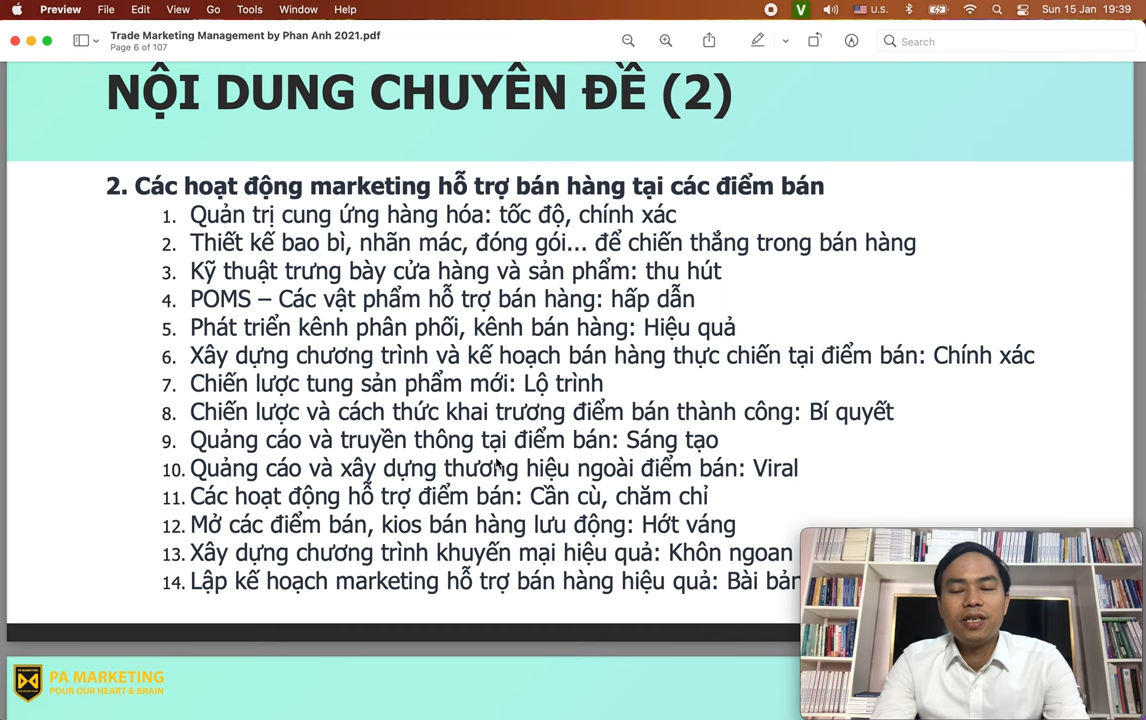 Preview File Edit View Go Tools Window Help V U.S. Sun 15 Jan 19:39
Trade Marketing Management by Phan Anh 2021.pdf
Page 6 of 107
Search
NỘI DUNG CHUYÊN ĐỀ (2)
2. Các hoạt động marketing hỗ trợ bán hàng tại các điểm bán
1. Quản trị cung ứng hàng hóa: tốc độ, chính xác
2. Thiết kế bao bì, nhãn mác, đóng gói... để chiến thắng trong bán hàng
3. Kỹ thuật trưng bày cửa hàng và sản phẩm: thu hút
4. POMS – Các vật phẩm hỗ trợ bán hàng: hấp dẫn
5. Phát triển kênh phân phối, kênh bán hàng: Hiệu quả
6. Xây dựng chương trình và kế hoạch bán hàng thực chiến tại điểm bán: Chính xác
7. Chiến lược tung sản phẩm mới: Lộ trình
8. Chiến lược và cách thức khai trương điểm bán thành công: Bí quyết
9. Quảng cáo và truyền thông tại điểm bán: Sáng tạo
10. Quảng cáo và xây dựng thương hiệu ngoài điểm bán: Viral
11. Các hoạt động hỗ trợ điểm bán: Cần cù, chăm chỉ
12. Mở các điểm bán, kios bán hàng lưu động: Hớt váng
13. Xây dựng chương trình khuyến mại hiệu quả: Khôn ngoan
14. Lập kế hoạch marketing hỗ trợ bán hàng hiệu quả: Bài bản
PA MARKETING
POUR OUR HEART & BRAIN